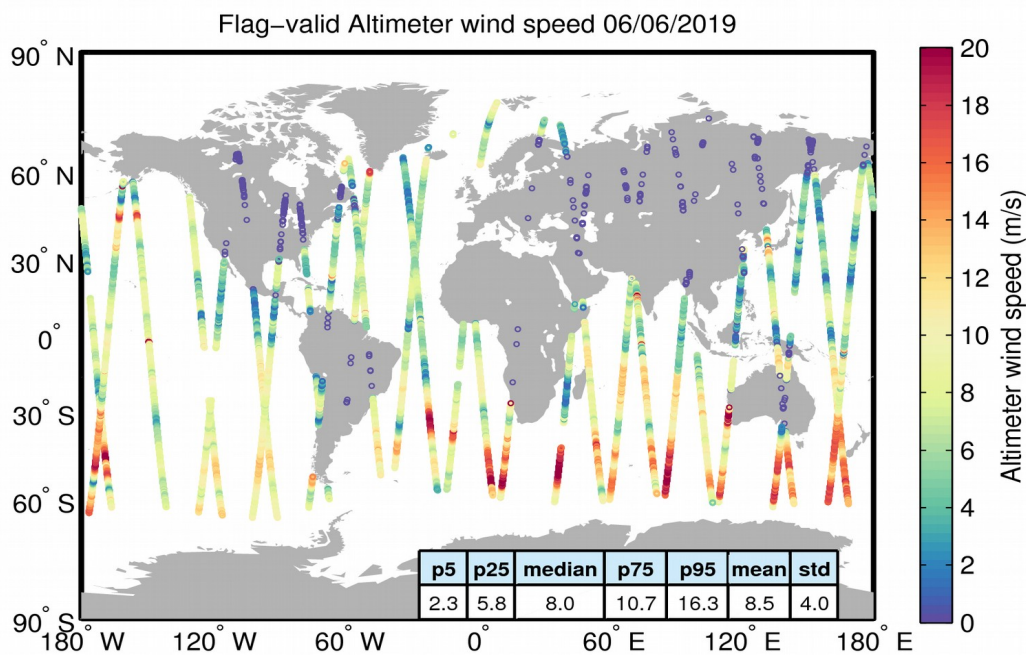 Flag-valid Altimeter wind speed 06/06/2019
90° N
60° N
30° N
0°
30° S
60° S
90° S
180° W
120° W
60° W
0°
60° E
120° E
180° E
p5 p25 median p75 p95 mean std
2.3 5.8 8.0 10.7 16.3 8.5 4.0
20
18
16
14
12
10
8
6
4
2
0
Altimeter wind speed (m/s)